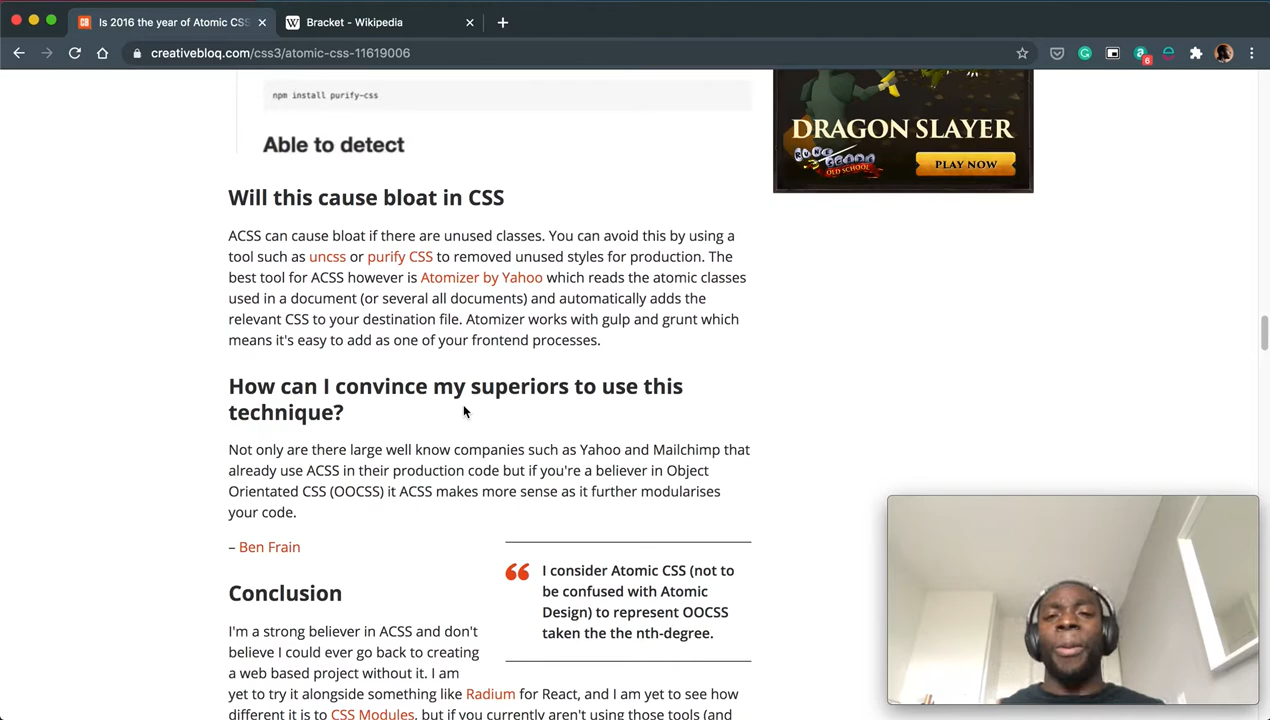 Is 2016 the year of Atomic CSS
Bracket - Wikipedia
creativebloq.com/css3/atomic-css-11619006
6
npm install purify-css
Able to detect
DRAGON SLAYER
OLD SCHOOL
PLAY NOW
Will this cause bloat in CSS
ACSS can cause bloat if there are unused classes. You can avoid this by using a
tool such as uncss or purify CSS to removed unused styles for production. The
best tool for ACSS however is Atomizer by Yahoo which reads the atomic classes
used in a document (or several all documents) and automatically adds the
relevant CSS to your destination file. Atomizer works with gulp and grunt which
means it's easy to add as one of your frontend processes.
How can I convince my superiors to use this
technique?
Not only are there large well know companies such as Yahoo and Mailchimp that
already use ACSS in their production code but if you're a believer in Object
Orientated CSS (OOCSS) it ACSS makes more sense as it further modularises
your code.
– Ben Frain
I consider Atomic CSS (not to
be confused with Atomic
Design) to represent OOCSS
taken the the nth-degree.
Conclusion
I'm a strong believer in ACSS and don't
believe I could ever go back to creating
a web based project without it. I am
yet to try it alongside something like Radium for React, and I am yet to see how
different it is to CSS Modules, but if you currently aren't using those tools (and